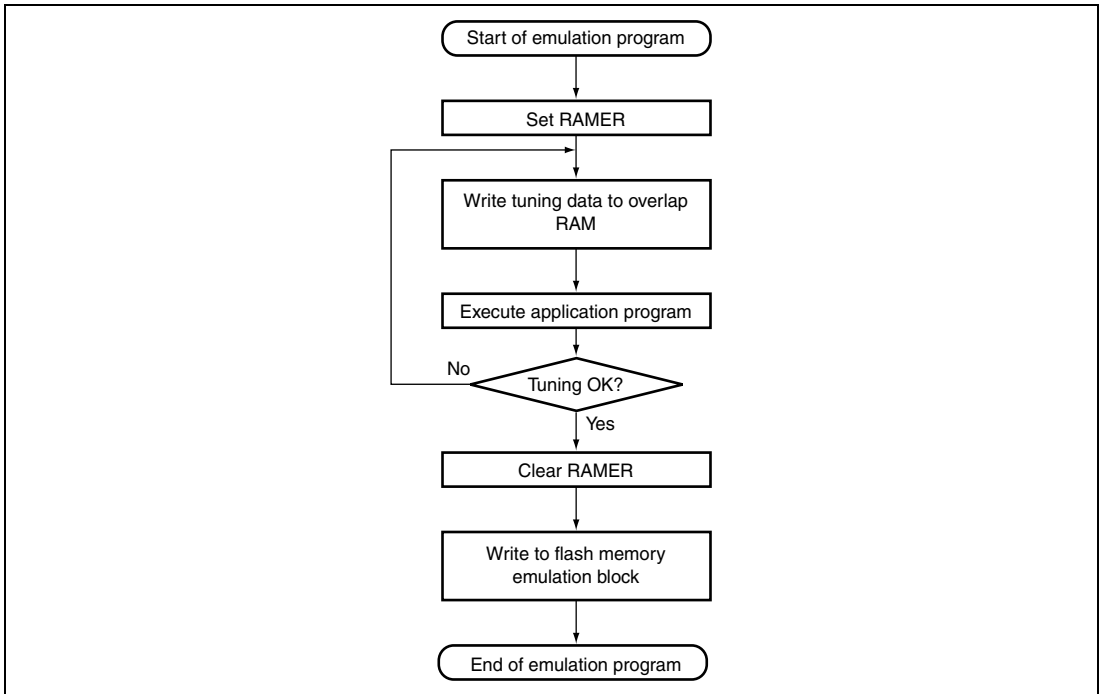 Start of emulation program
Set RAMER
Write tuning data to overlap
RAM
Execute application program
No
Tuning OK?
Yes
Clear RAMER
Write to flash memory
emulation block
End of emulation program